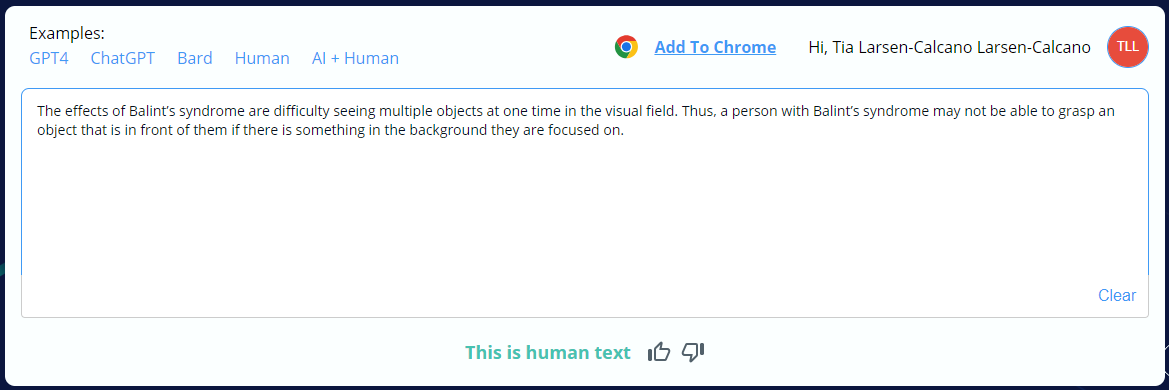 Examples:
GPT4 ChatGPT Bard Human AI + Human
Add To Chrome
Hi, Tia Larsen-Calcano Larsen-Calcano
TLL
The effects of Balint’s syndrome are difficulty seeing multiple objects at one time in the visual field. Thus, a person with Balint’s syndrome may not be able to grasp an
object that is in front of them if there is something in the background they are focused on.
Clear
This is human text